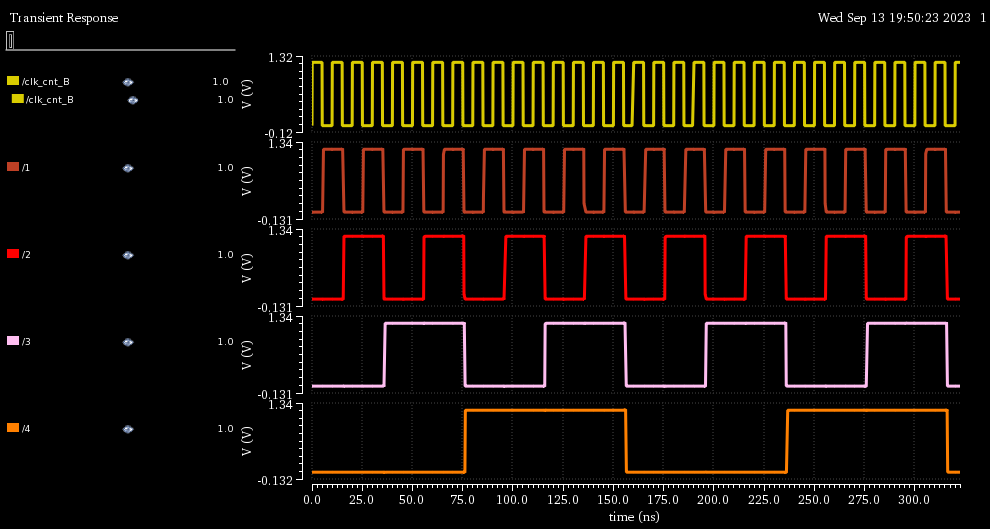 Transient Response
Wed Sep 13 19:50:23 2023 1
/clk_cnt_B 1.0
/clk_cnt_B 1.0
1.32
V (V)
-0.12
/1 1.0
1.34
V (V)
-0.131
/2 1.0
1.34
V (V)
-0.131
/3 1.0
1.34
V (V)
-0.131
/4 1.0
1.34
V (V)
-0.132
0.0 25.0 50.0 75.0 100.0 125.0 150.0 175.0 200.0 225.0 250.0 275.0 300.0
time (ns)